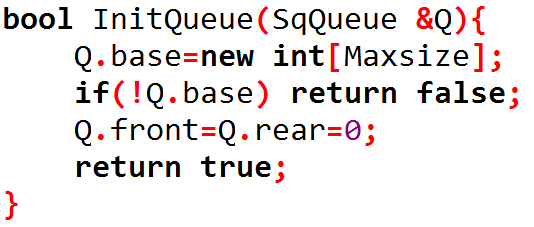 bool InitQueue(SqQueue &Q){
    Q.base=new int[Maxsize];
    if(!Q.base) return false;
    Q.front=Q.rear=0;
    return true;
}